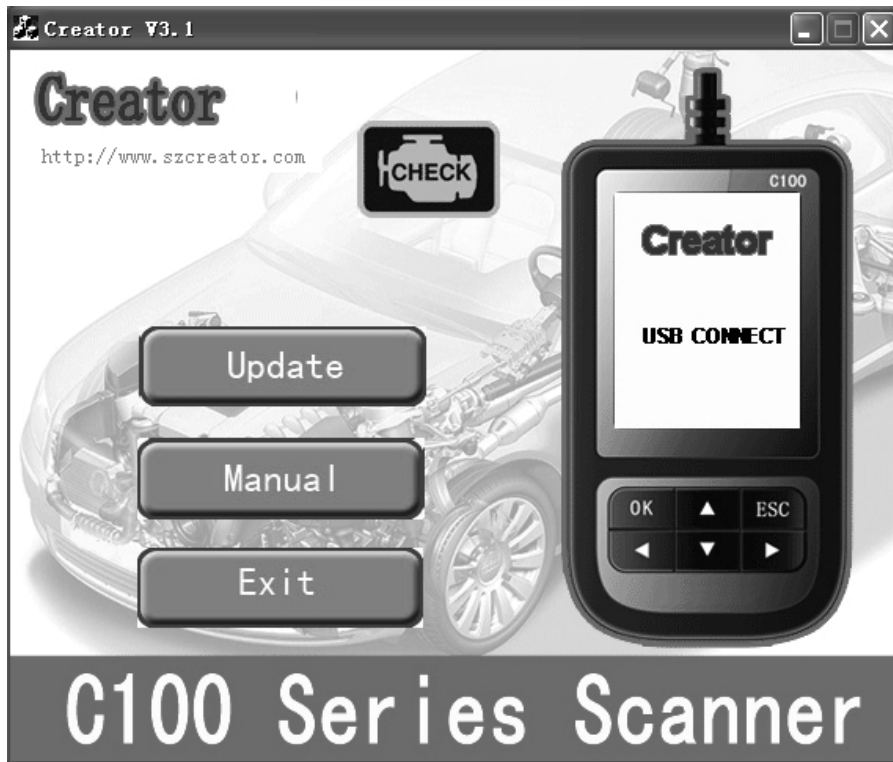 Creator V3.1
Creator
http://www.szcreator.com
CHECK
C100
Creator
USB CONNECT
Update
Manual
Exit
OK
ESC
C100 Series Scanner